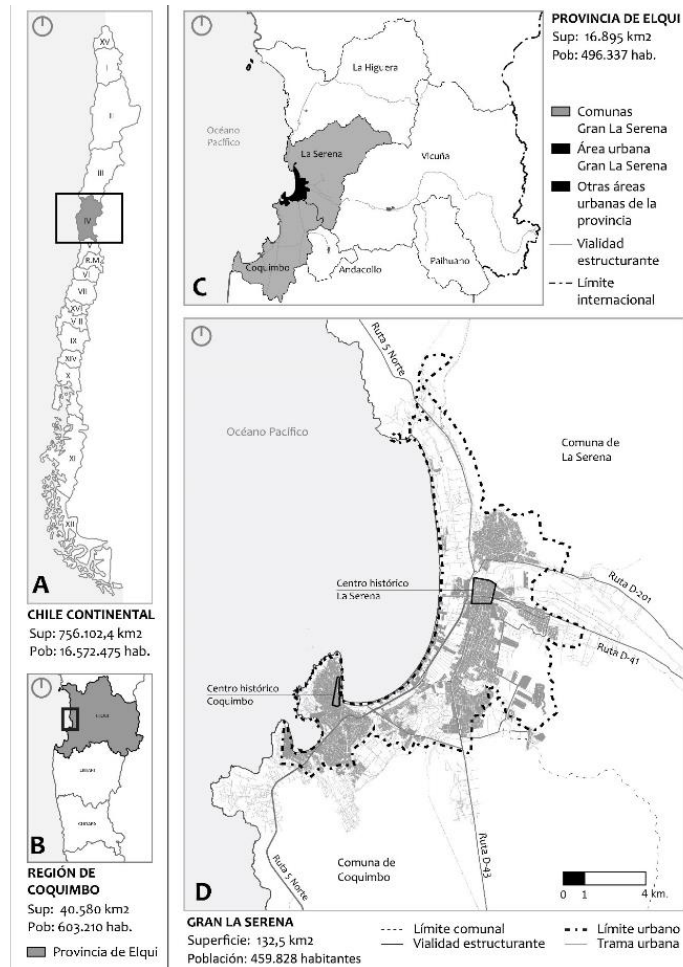 XV
I
II
III
IV
V
R.M
VI
VII
XVI
V II
IX
XIV
X
XI
XII
A
CHILE CONTINENTAL
Sup: 756.102,4 km2
Pob: 16.572.475 hab.
B
REGIÓN DE
COQUIMBO
Sup: 40.580 km2
Pob: 603.210 hab.
Provincia de Elqui
La Higuera
Océano
Pacífico
La Serena
Vicuña
Coquimbo
Andacollo
Paihuano
C
PROVINCIA DE ELQUI
Sup: 16.895 km2
Pob: 496.337 hab.
Comunas
Gran La Serena
Área urbana
Gran La Serena
Otras áreas
urbanas de la
provincia
Vialidad
estructurante
Límite
internacional
Ruta 5 Norte
Océano Pacífico
Comuna de
La Serena
Centro histórico
La Serena
Ruta D-201
Ruta D-41
Centro histórico
Coquimbo
Ruta 5 Norte
Comuna de
Coquimbo
Ruta D-43
D
0 1 4 km.
GRAN LA SERENA
Superficie: 132,5 km2
Población: 459.828 habitantes
Límite comunal
Vialidad estructurante
Límite urbano
Trama urbana